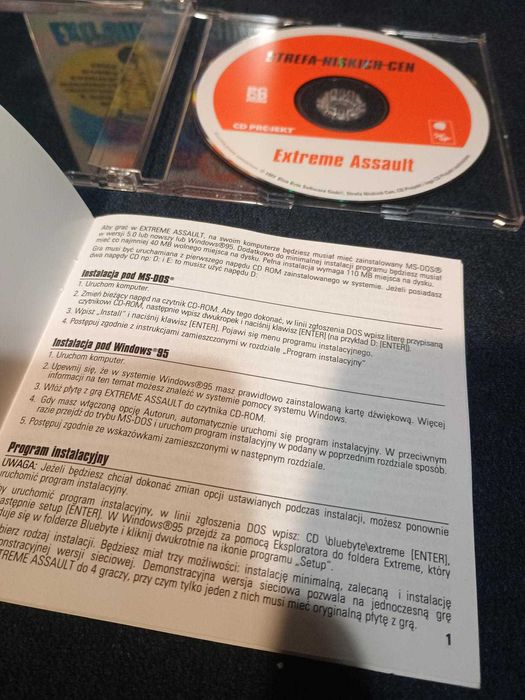 STREFA NISKICH CEN
PC
CD PROJEKT
Extreme Assault
Aby grać w EXTREME ASSAULT, na swoim komputerze będziesz musiał mieć zainstalowany MS-DOS®
w wersji 5.0 lub nowszy lub Windows®95. Dodatkowo do minimalnej instalacji programu będziesz musiał
mieć co najmniej 40 MB wolnego miejsca na dysku. Pełna instalacja wymaga 110 MB miejsca na dysku.
Gra musi być uruchamiana z pierwszego napędu CD ROM zainstalowanego w systemie. Jeżeli posiadasz
dwa napędy CD np: D: i E: to musisz użyć napędu D:
Instalacja pod MS-DOS®
1. Uruchom komputer.
2. Zmień bieżący napęd na czytnik CD-ROM. Aby tego dokonać, w linii zgłoszenia DOS wpisz literę przypisaną
czytnikowi CD-ROM, następnie wpisz dwukropek i naciśnij klawisz [ENTER] (na przykład D: [ENTER]).
3. Wpisz „Install" i naciśnij klawisz [ENTER]. Pojawi się menu programu instalacyjnego.
4. Postępuj zgodnie z instrukcjami zamieszczonymi w rozdziale „Program instalacyjny"
Instalacja pod Windows®95
1. Uruchom komputer.
2. Upewnij się, że w systemie Windows®95 masz prawidłowo zainstalowaną kartę dźwiękową. Więcej
informacji na ten temat możesz znaleźć w systemie pomocy systemu Windows.
3. Włóż płytę z grą EXTREME ASSAULT do czytnika CD-ROM.
4. Gdy masz włączoną opcję Autorun, automatycznie uruchomi się program instalacyjny. W przeciwnym
razie przejdź do trybu MS-DOS i uruchom program instalacyjny w podany w poprzednim rozdziale sposób.
5. Postępuj zgodnie ze wskazówkami zamieszczonymi w następnym rozdziale.
Program instalacyjny
UWAGA: Jeżeli będziesz chciał dokonać zmian opcji ustawianych podczas instalacji, możesz ponownie
uruchomić program instalacyjny.
by uruchomić program instalacyjny, w linii zgłoszenia DOS wpisz: CD \bluebyte\extreme [ENTER],
astępnie setup [ENTER]. W Windows®95 przejdź za pomocą Eksploratora do foldera Extreme, który
duje się w folderze Bluebyte i kliknij dwukrotnie na ikonie programu „Setup".
bierz rodzaj instalacji. Będziesz miał trzy możliwości: instalację minimalną, zalecaną i instalację
onstracyjnej wersji sieciowej. Demonstracyjna wersja sieciowa pozwala na jednoczesną grę
TREME ASSAULT do 4 graczy, przy czym tylko jeden z nich musi mieć oryginalną płytę z grą.
1